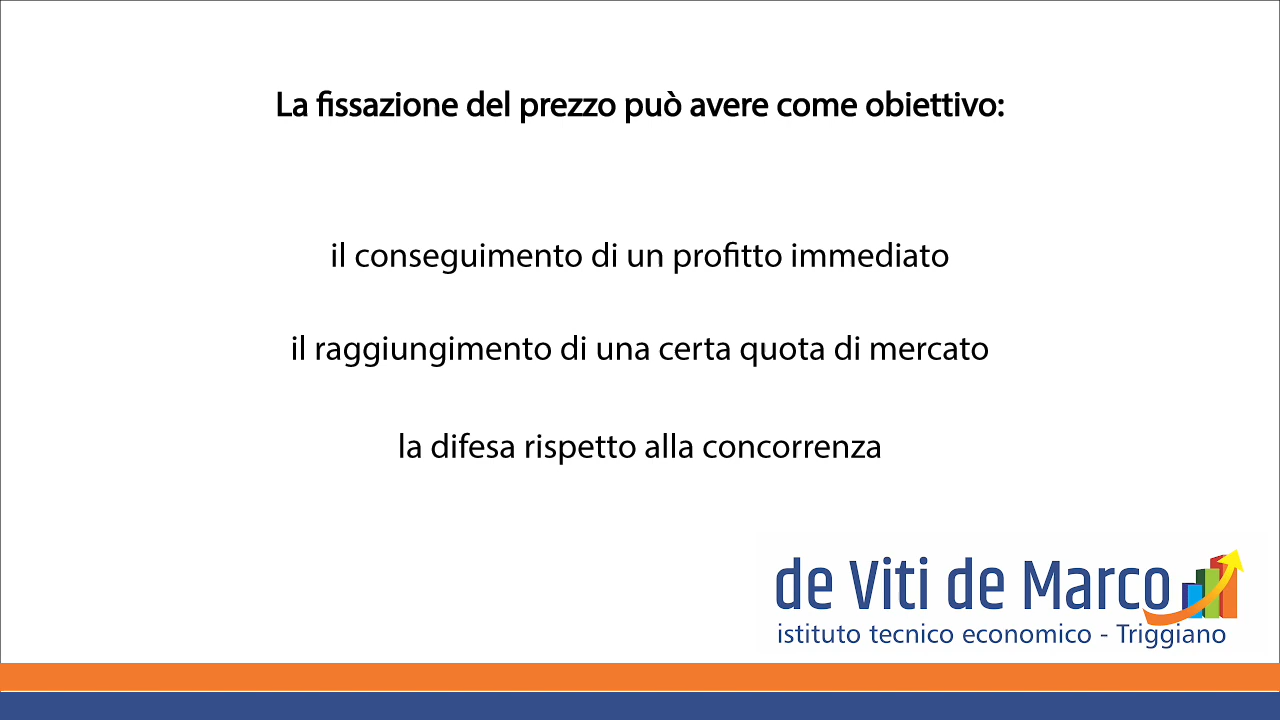 La fissazione del prezzo può avere come obiettivo:
il conseguimento di un profitto immediato
il raggiungimento di una certa quota di mercato
la difesa rispetto alla concorrenza
de Viti de Marco
istituto tecnico economico - Triggiano